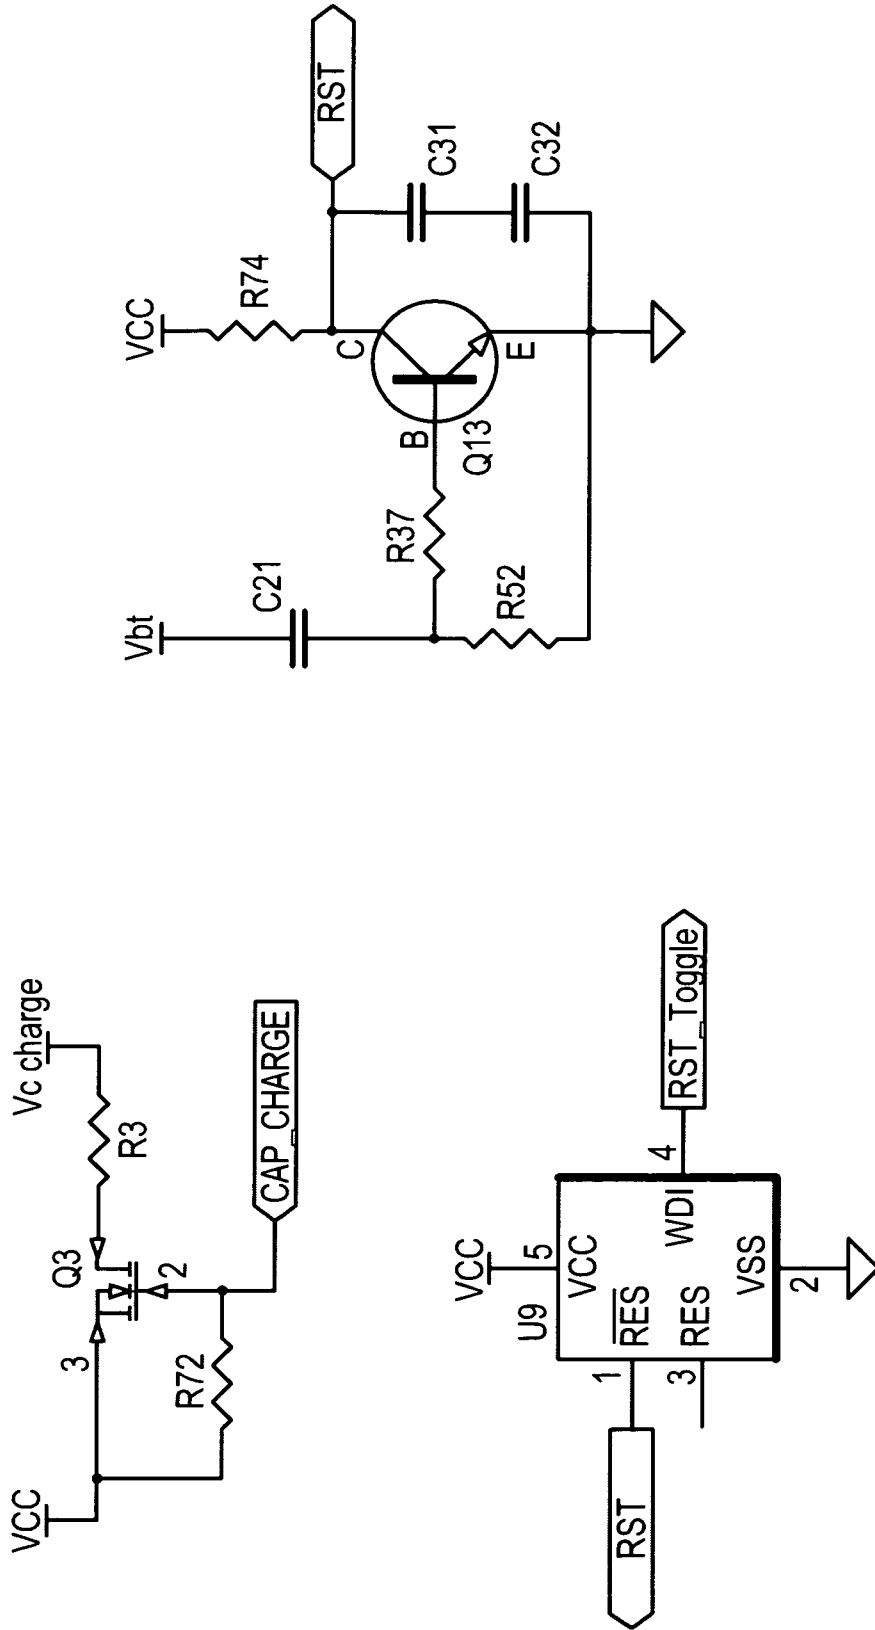 VCC
3
Q3
2
R3
Vc charge
R72
CAP_CHARGE
VCC
U9
5
VCC
1
RES
3
RES
WDI
4
VSS
2
RST
RST_Toggle
Vbt
C21
R52
R37
VCC
R74
B
C
E
Q13
RST
C31
C32